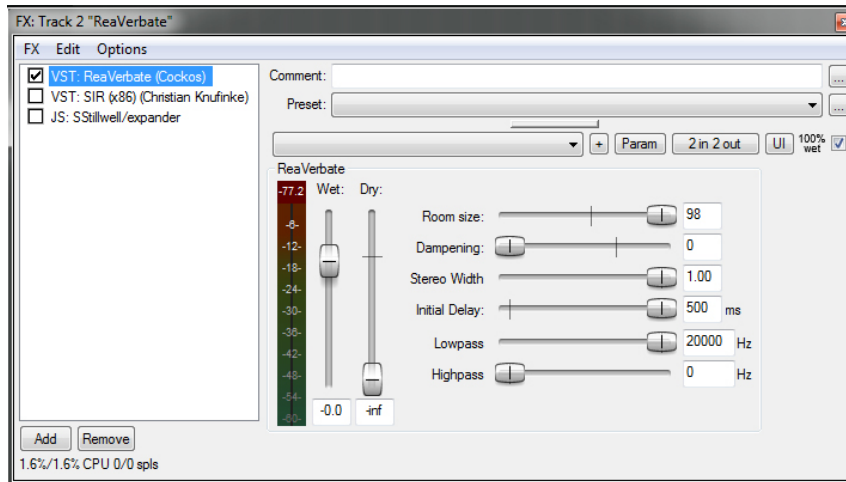 FX: Track 2 "ReaVerbate"
FX Edit Options
VST: ReaVerbate (Cockos)
VST: SIR (x86) (Christian Knufinke)
JS: SStillwell/expander
Comment:
...
Preset:
...
+ Param 2 in 2 out UI 100% wet
ReaVerbate
-77.2 Wet: Dry:
-6-
-12-
-18-
-24-
-30-
-36-
-42-
-48-
-54-
-60-
-0.0 -inf
Room size: 98
Dampening: 0
Stereo Width 1.00
Initial Delay: 500 ms
Lowpass 20000 Hz
Highpass 0 Hz
Add Remove
1.6%/1.6% CPU 0/0 spls